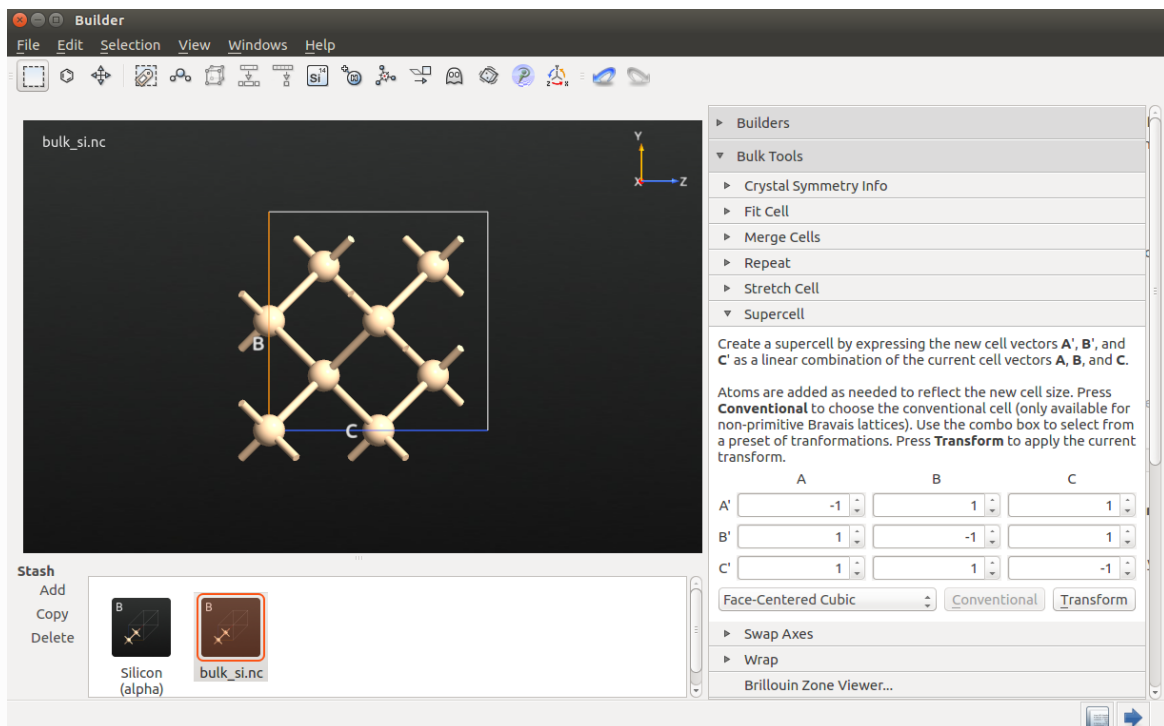 Builder
File Edit Selection View Windows Help
Si 14
z x
bulk_si.nc
Y
X Z
B
C
Builders
Bulk Tools
Crystal Symmetry Info
Fit Cell
Merge Cells
Repeat
Stretch Cell
Supercell
Create a supercell by expressing the new cell vectors A', B', and
C' as a linear combination of the current cell vectors A, B, and C.
Atoms are added as needed to reflect the new cell size. Press
Conventional to choose the conventional cell (only available for
non-primitive Bravais lattices). Use the combo box to select from
a preset of tranformations. Press Transform to apply the current
transform.
A B C
A' -1 1 1
B' 1 -1 1
C' 1 1 -1
Face-Centered Cubic Conventional Transform
Swap Axes
Wrap
Brillouin Zone Viewer...
Stash
Add
Copy
Delete
B
Silicon
(alpha)
B
bulk_si.nc